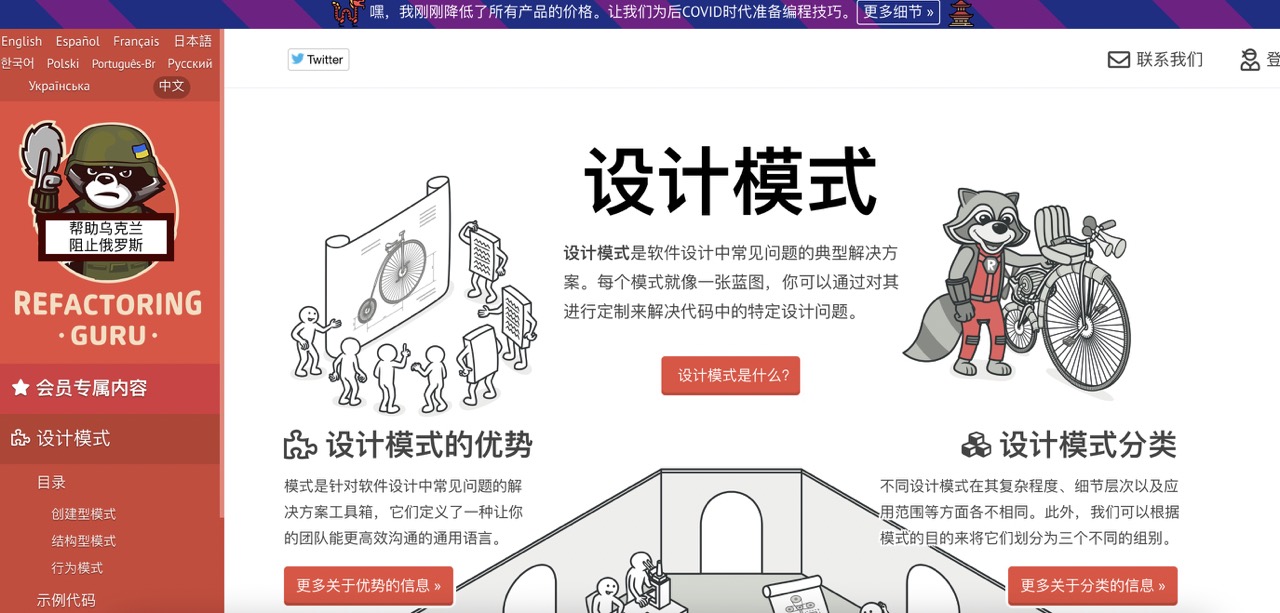 嘿，我刚刚降低了所有产品的价格。让我们为后COVID时代准备编程技巧。 更多细节 »
English Español Français 日本語
한국어 Polski Português-Br Русский
Українська 中文
Twitter
联系我们
登
帮助乌克兰
阻止俄罗斯
REFACTORING
·GURU·
会员专属内容
设计模式
目录
创建型模式
结构型模式
行为模式
示例代码
设计模式
设计模式是软件设计中常见问题的典型解决方
案。每个模式就像一张蓝图，你可以通过对其
进行定制来解决代码中的特定设计问题。
设计模式是什么?
R
设计模式的优势
模式是针对软件设计中常见问题的解
决方案工具箱，它们定义了一种让你
的团队能更高效沟通的通用语言。
更多关于优势的信息 »
设计模式分类
不同设计模式在其复杂程度、细节层次以及应
用范围等方面各不相同。此外，我们可以根据
模式的目的来将它们划分为三个不同的组别。
更多关于分类的信息 »